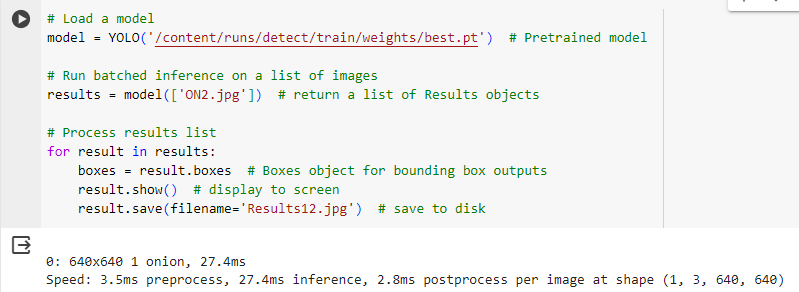 # Load a model
model = YOLO('/content/runs/detect/train/weights/best.pt')  # Pretrained model
# Run batched inference on a list of images
results = model(['ON2.jpg'])  # return a list of Results objects
# Process results list
for result in results:
    boxes = result.boxes  # Boxes object for bounding box outputs
    result.show()  # display to screen
    result.save(filename='Results12.jpg')  # save to disk
0: 640x640 1 onion, 27.4ms
Speed: 3.5ms preprocess, 27.4ms inference, 2.8ms postprocess per image at shape (1, 3, 640, 640)